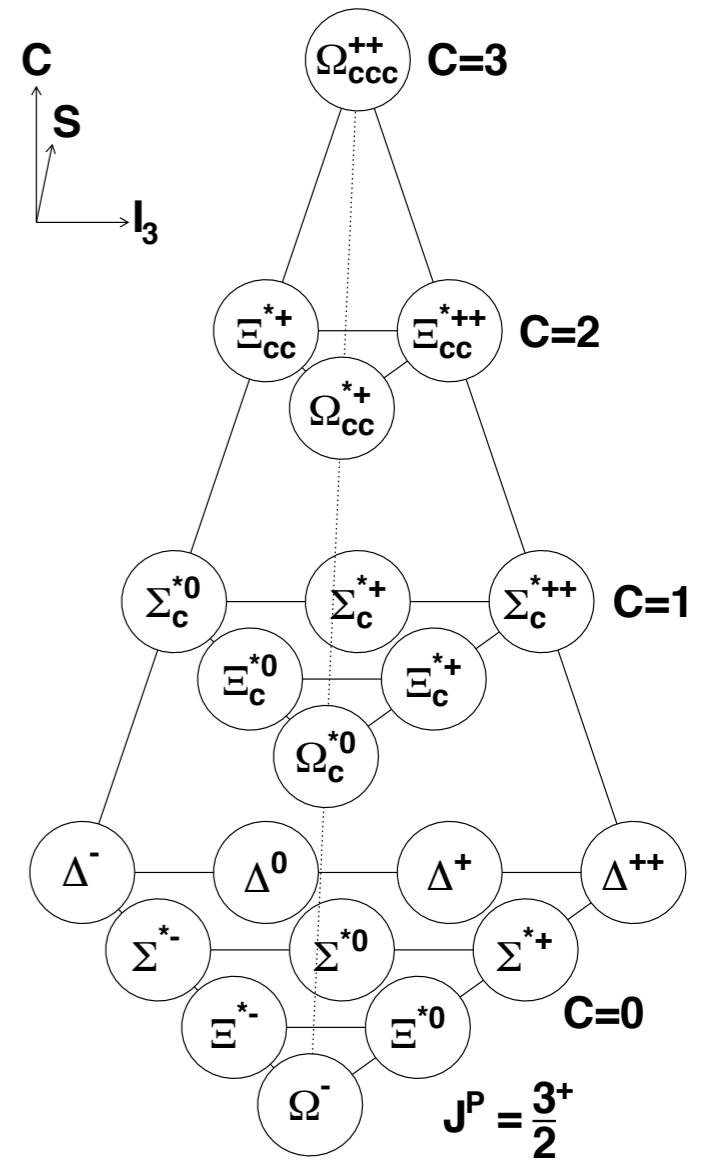 Ω++ccc C=3
C
S
I3
Ξ*+cc Ξ*++cc C=2
Ω*+cc
Σ*0c Σ*+c Σ*++c C=1
Ξ*0c Ξ*+c
Ω*0c
Δ- Δ0 Δ+ Δ++
Σ*- Σ*0 Σ*+
C=0
Ξ*- Ξ*0
Ω-
JP = 3+/2